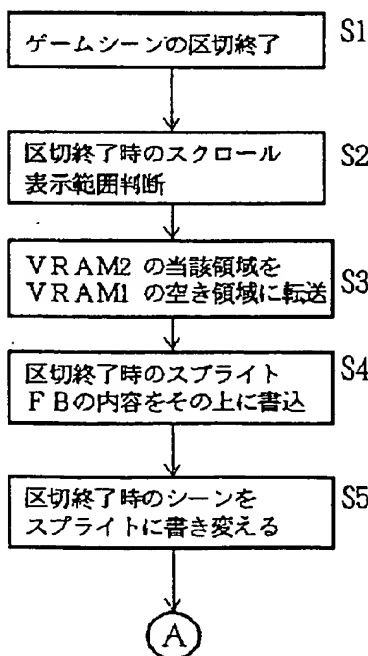 ゲームシーンの区切終了
S1
区切終了時のスクロール
表示範囲判断
S2
VRAM2 の当該領域を
VRAM1 の空き領域に転送
S3
区切終了時のスプライト
FBの内容をその上に書込
S4
区切終了時のシーンを
スプライトに書き変える
S5
A